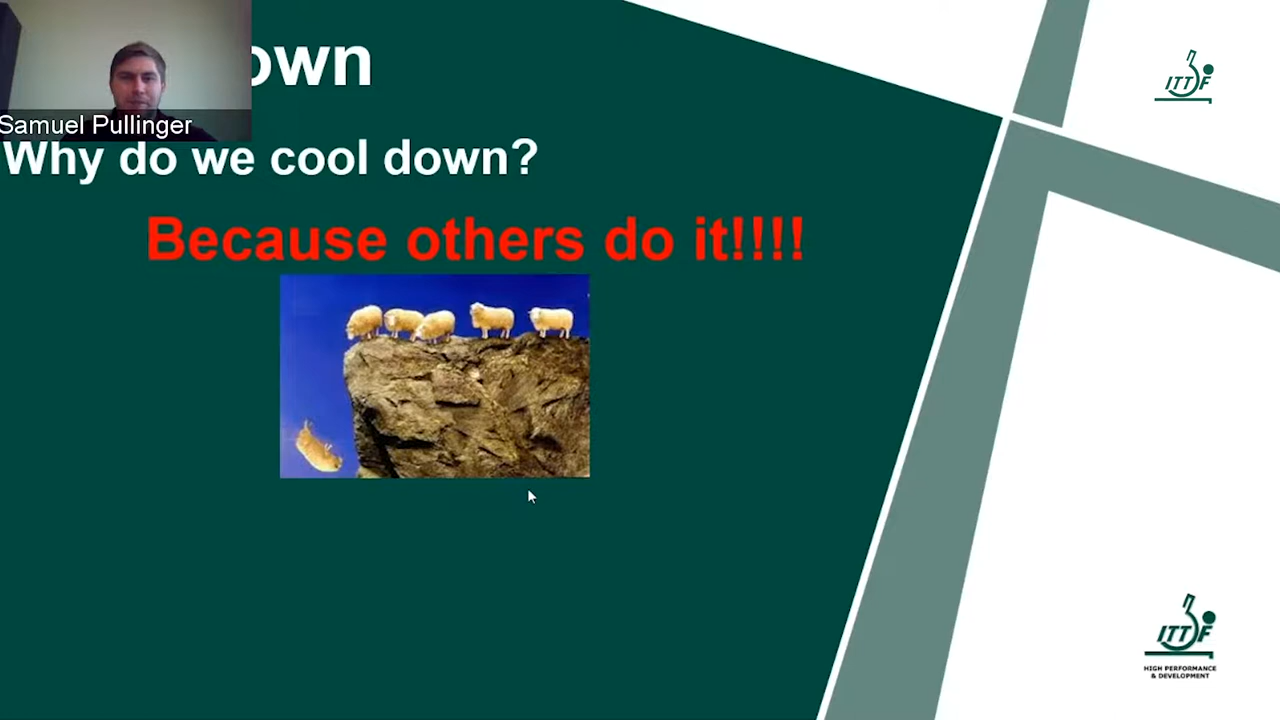 own
Samuel Pullinger
Why do we cool down?
Because others do it!!!!
ITTF
ITTF
HIGH PERFORMANCE
& DEVELOPMENT